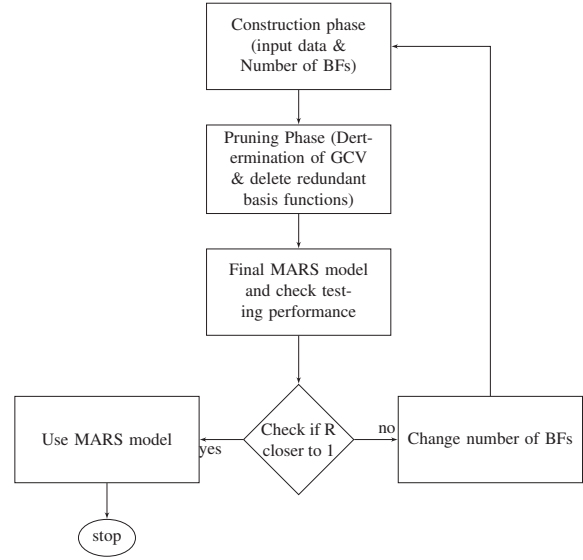 Construction phase
(input data &
Number of BFs)
Pruning Phase (Dert-
ermination of GCV
& delete redundant
basis functions)
Final MARS model
and check test-
ing performance
Check if R
closer to 1
yes
no
Use MARS model
Change number of BFs
stop